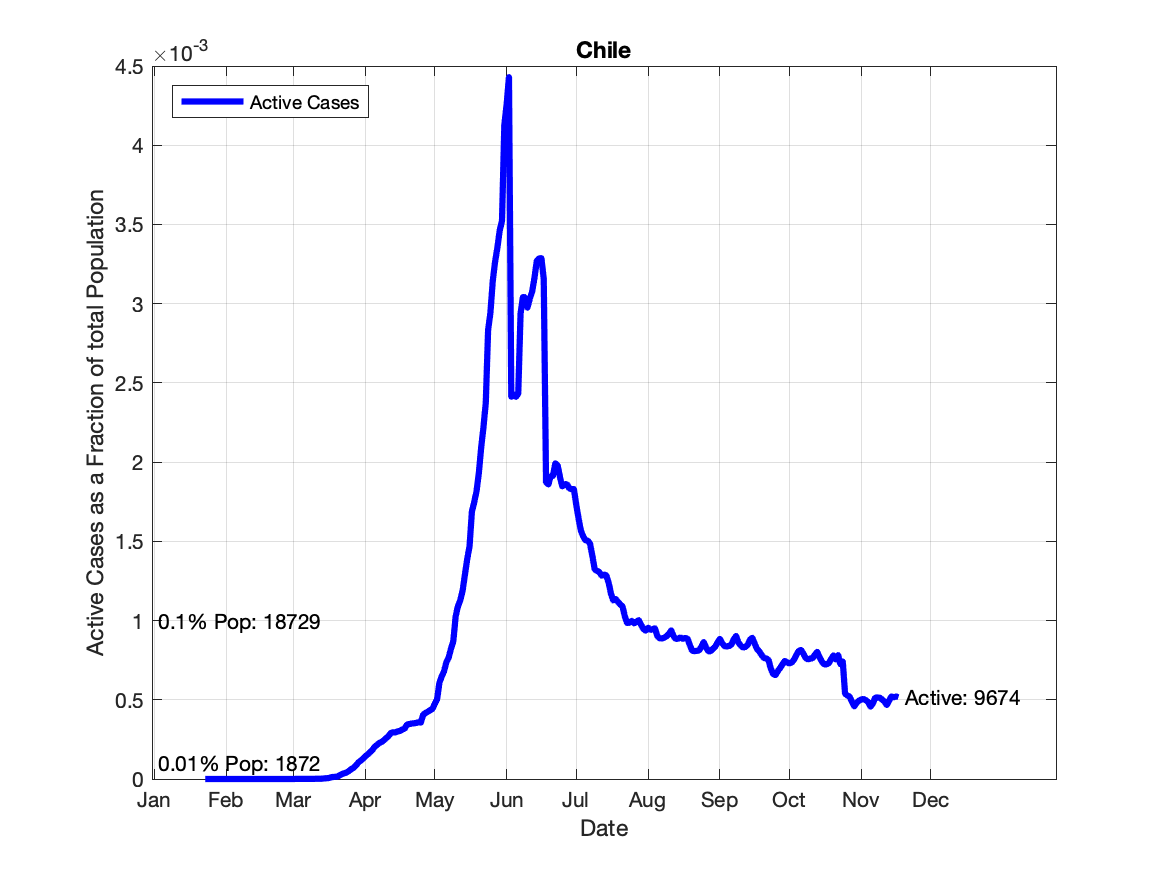 Chile
×10-3
4.5
4
3.5
3
2.5
2
1.5
1
0.5
0
Active Cases as a Fraction of total Population
Active Cases
0.1% Pop: 18729
0.01% Pop: 1872
Active: 9674
Jan Feb Mar Apr May Jun Jul Aug Sep Oct Nov Dec
Date